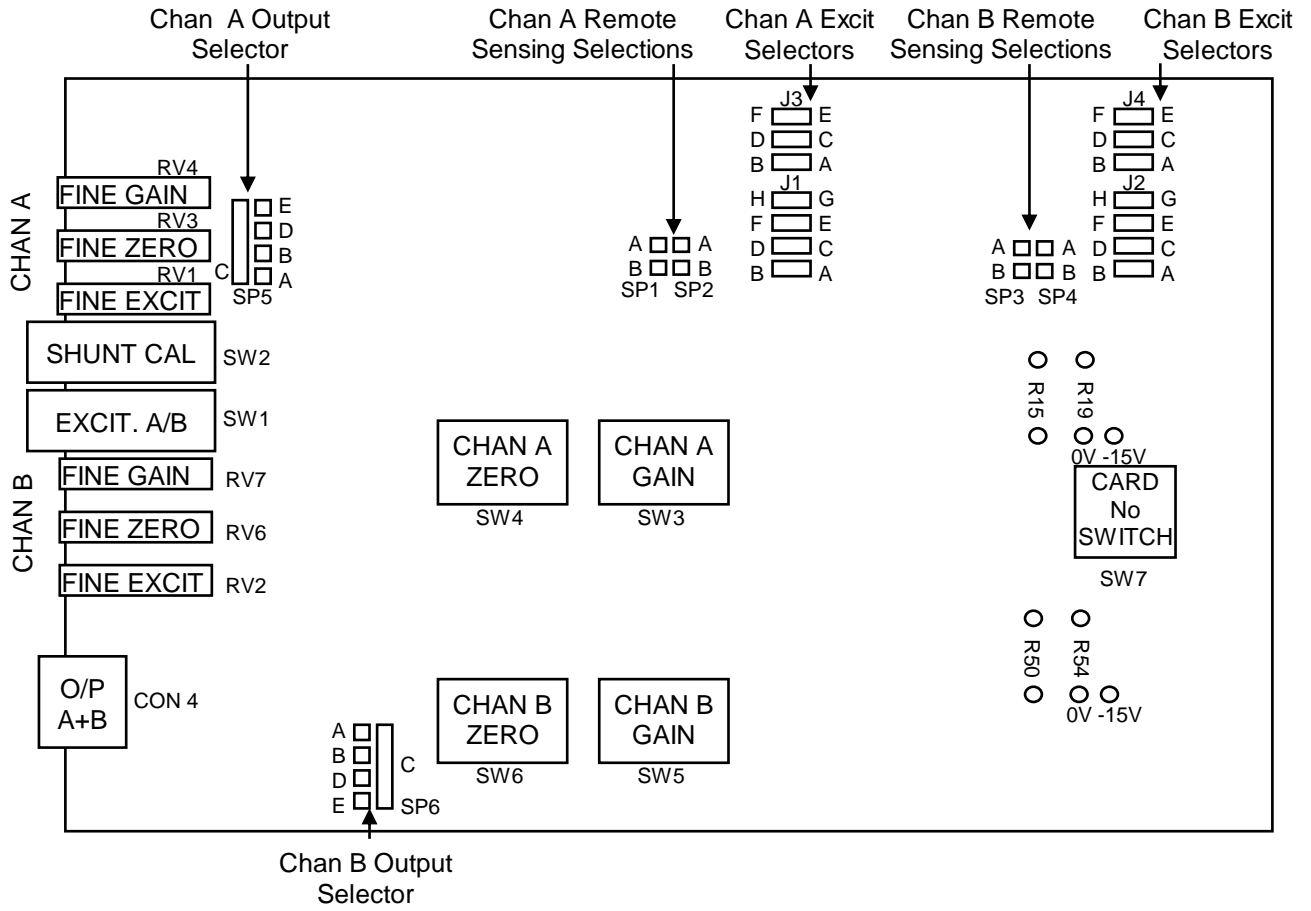 Chan A Output
Selector
Chan A Remote
Sensing Selections
Chan A Excit
Selectors
Chan B Remote
Sensing Selections
Chan B Excit
Selectors
CHAN A
RV4
FINE GAIN
RV3
FINE ZERO
RV1
FINE EXCIT
E
D
B
A
C
SP5
SHUNT CAL
SW2
EXCIT. A/B
SW1
CHAN B
FINE GAIN
RV7
FINE ZERO
RV6
FINE EXCIT
RV2
O/P
A+B
CON 4
A A
B B
SP1 SP2
J3
F E
D C
B A
J1
H G
F E
D C
B A
A A
B B
SP3 SP4
J4
F E
D C
B A
J2
H G
F E
D C
B A
R15
R19
0V -15V
CARD
No
SWITCH
SW7
CHAN A
ZERO
SW4
CHAN A
GAIN
SW3
R50
R54
0V -15V
CHAN B
ZERO
SW6
CHAN B
GAIN
SW5
A
B
D
E
C
SP6
Chan B Output
Selector